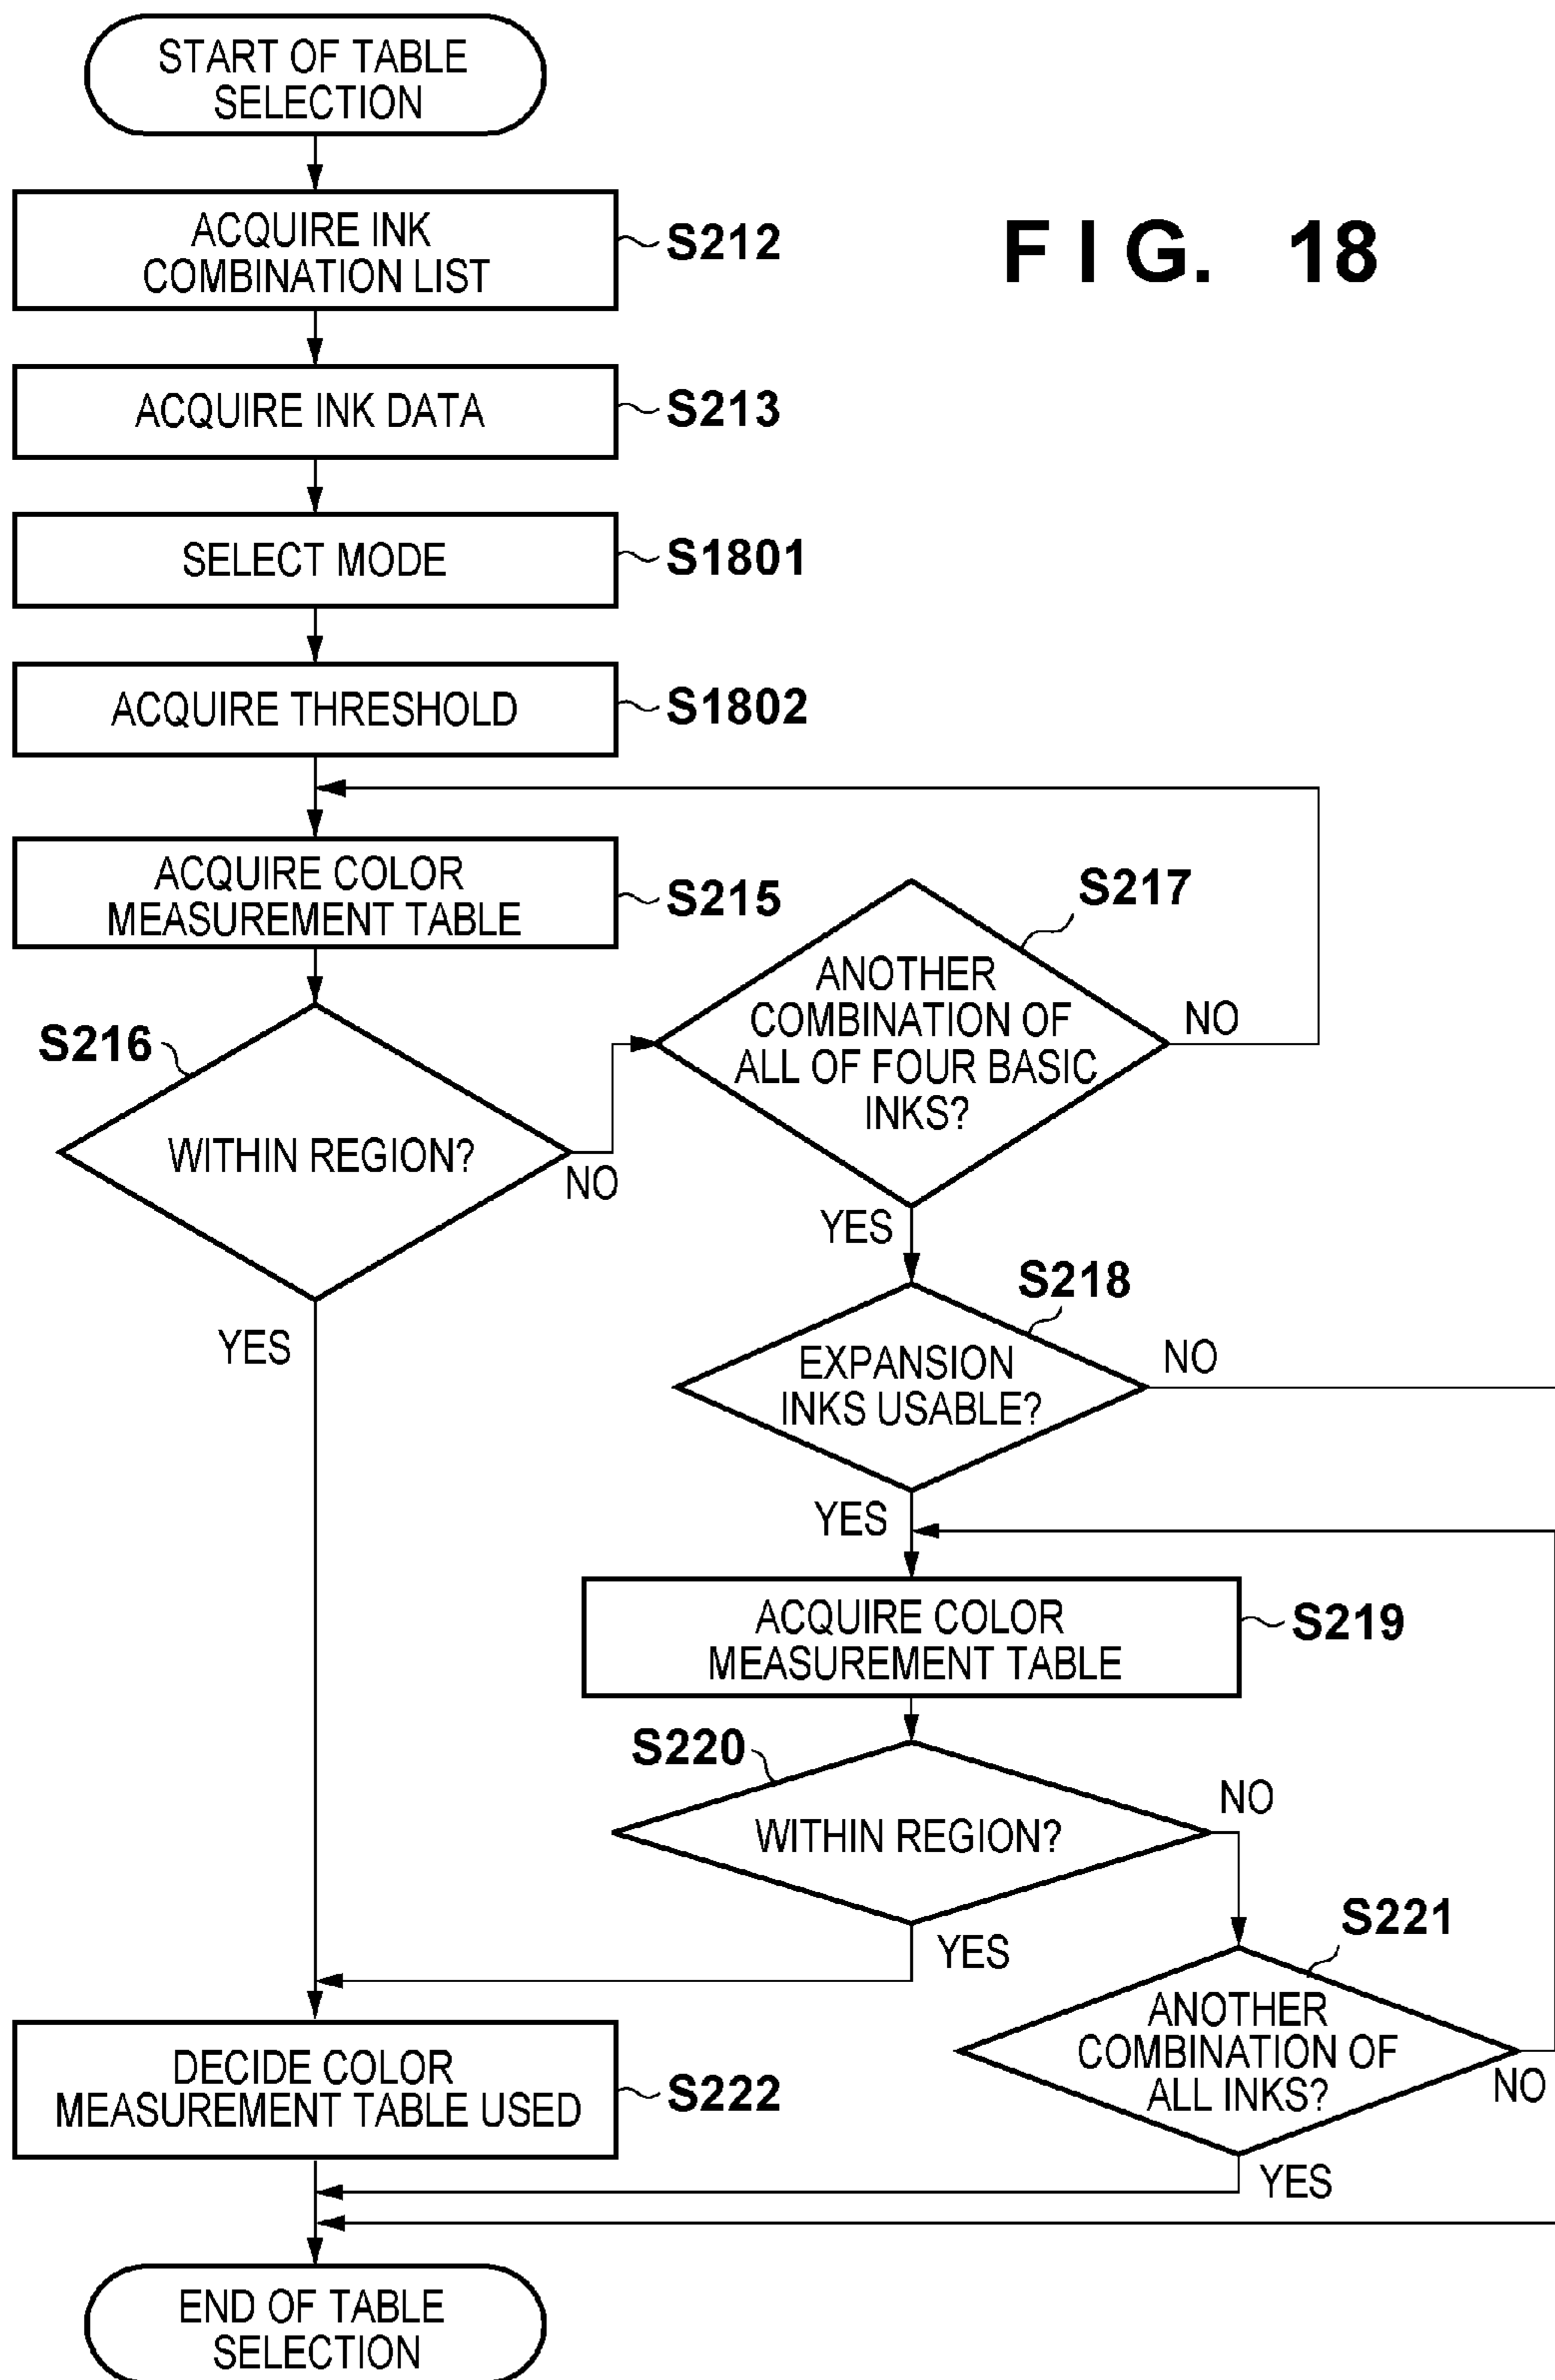 START OF TABLE
SELECTION
FIG. 18
ACQUIRE INK
COMBINATION LIST
S212
ACQUIRE INK DATA
S213
SELECT MODE
S1801
ACQUIRE THRESHOLD
S1802
ACQUIRE COLOR
MEASUREMENT TABLE
S215
S217
ANOTHER
COMBINATION OF
ALL OF FOUR BASIC
INKS?
NO
YES
S216
WITHIN REGION?
NO
YES
S218
EXPANSION
INKS USABLE?
NO
YES
ACQUIRE COLOR
MEASUREMENT TABLE
S219
S220
WITHIN REGION?
NO
YES
S221
ANOTHER
COMBINATION OF
ALL INKS?
NO
YES
DECIDE COLOR
MEASUREMENT TABLE USED
S222
END OF TABLE
SELECTION